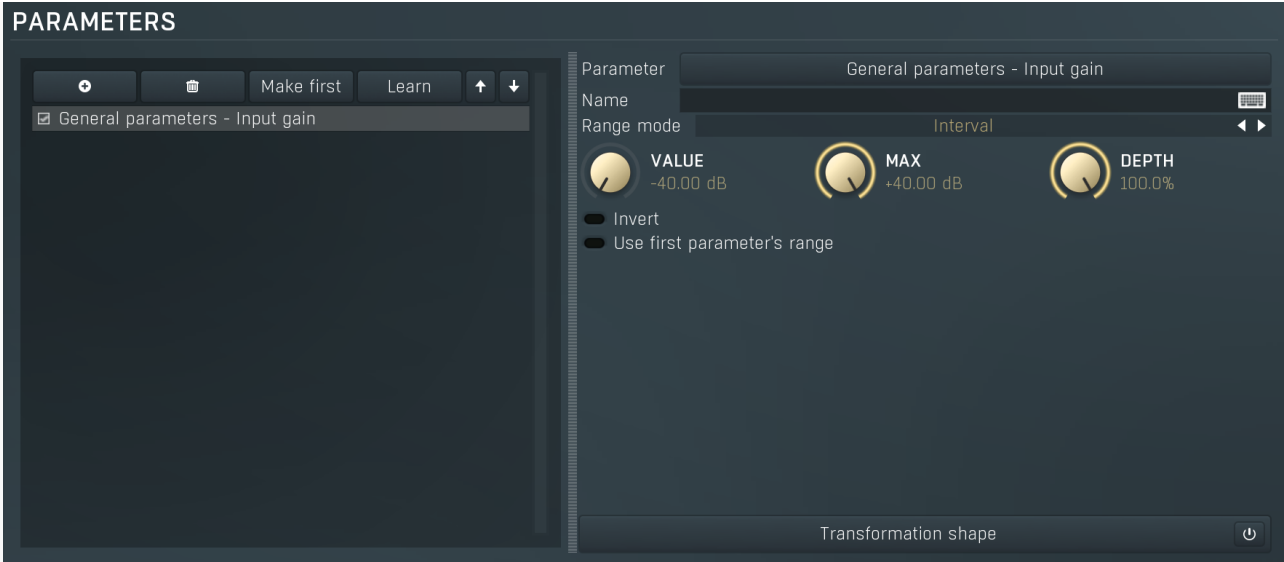 PARAMETERS
Make first Learn
General parameters - Input gain
Parameter General parameters - Input gain
Name
Range mode Interval
VALUE
-40.00 dB
MAX
+40.00 dB
DEPTH
100.0%
Invert
Use first parameter's range
Transformation shape